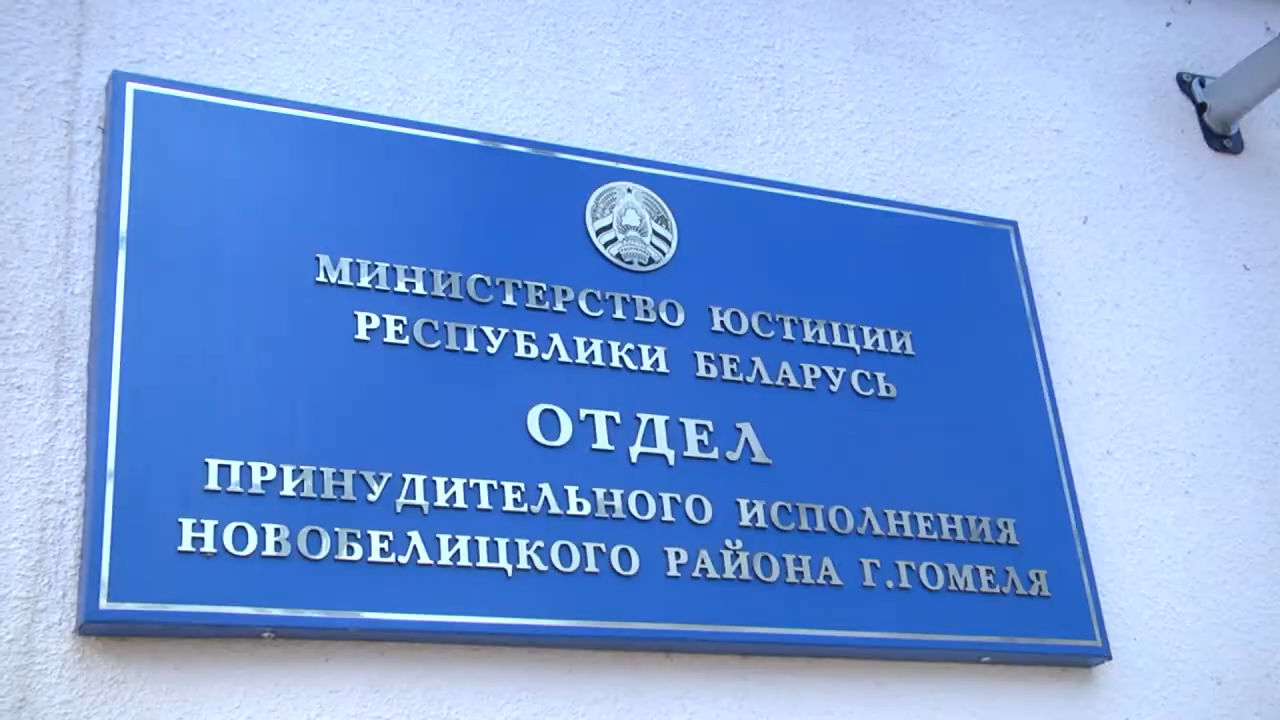 МИНИСТЕРСТВО ЮСТИЦИИ
РЕСПУБЛИКИ БЕЛАРУСЬ
ОТДЕЛ
ПРИНУДИТЕЛЬНОГО ИСПОЛНЕНИЯ
НОВОБЕЛИЦКОГО РАЙОНА Г.ГОМЕЛЯ